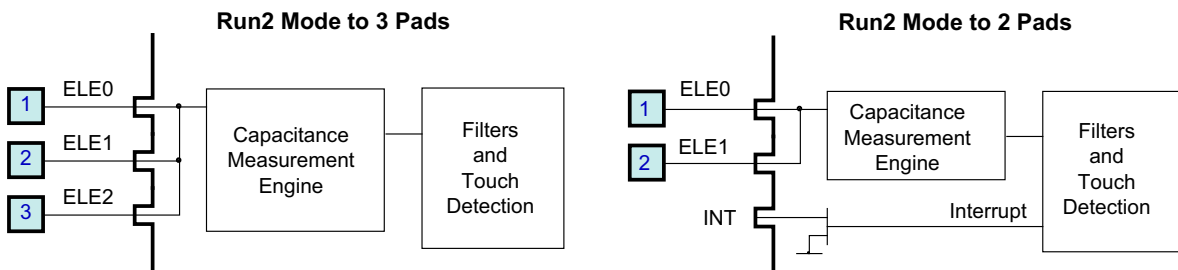 Run2 Mode to 3 Pads
1
ELE0
2
ELE1
3
ELE2
Capacitance
Measurement
Engine
Filters
and
Touch
Detection
Run2 Mode to 2 Pads
1
ELE0
2
ELE1
INT
Capacitance
Measurement
Engine
Interrupt
Filters
and
Touch
Detection